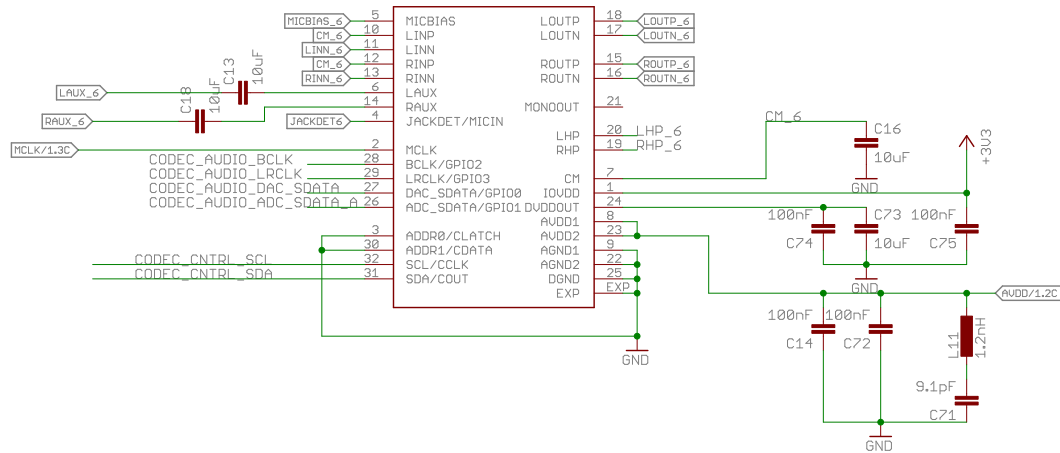 MICBIAS_6 5 MICBIAS LOUTP 18 LOUTP_6
CM_6 10 LINP LOUTN 17 LOUTN_6
LINN_6 11 LINN
CM_6 12 RINP ROUTP 15 ROUTP_6
RINN_6 13 RINN ROUTN 16 ROUTN_6
LAUX_6 C13 10uF 6 LAUX
RAUX_6 C18 10uF 14 RAUX MONOOUT 21
JACKDET6 4 JACKDET/MICIN
LHP 20 LHP_6
MCLK/1.3C 2 MCLK RHP 19 RHP_6
CODEC_AUDIO_BCLK 28 BCLK/GPIO2
CODEC_AUDIO_LRCLK 29 LRCLK/GPIO3 CM 7 CM_6
CODEC_AUDIO_DAC_SDATA 27 DAC_SDATA/GPIO0 IOVDD 1
CODEC_AUDIO_ADC_SDATA_A 26 ADC_SDATA/GPIO1 DVDDOUT 24
AVDD1 8
3 ADDR0/CLATCH AVDD2 23
30 ADDR1/CDATA AGND1 9
CODEC_CNTRL_SCL 32 SCL/CCLK AGND2 22
CODEC_CNTRL_SDA 31 SDA/COUT DGND 25
EXP EXP
GND
C16
10uF
GND
+3V3
100nF C73 100nF
C74 10uF C75
GND
AVDD/1.2C
100nF 100nF
C14 C72
L11 1.2nH
9.1pF
C71
GND